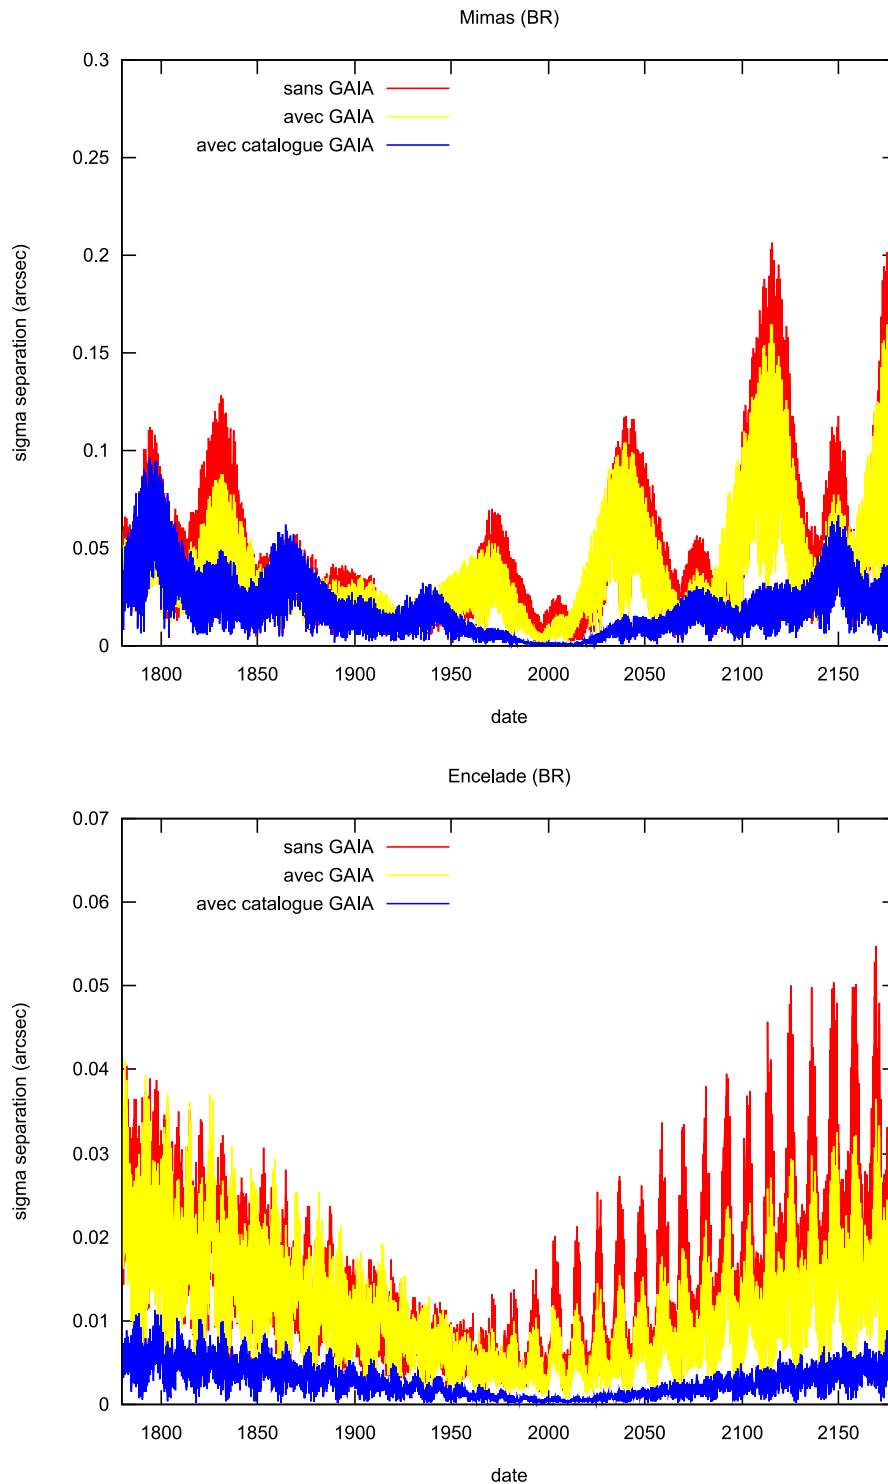 Mimas (BR)
0.3
sans GAIA
avec GAIA
0.25
avec catalogue GAIA
0.2
sigma separation (arcsec)
0.15
0.1
0.05
0
1800 1850 1900 1950 2000 2050 2100 2150
date
Encelade (BR)
0.07
sans GAIA
avec GAIA
avec catalogue GAIA
0.06
0.05
sigma separation (arcsec)
0.04
0.03
0.02
0.01
0
1800 1850 1900 1950 2000 2050 2100 2150
date